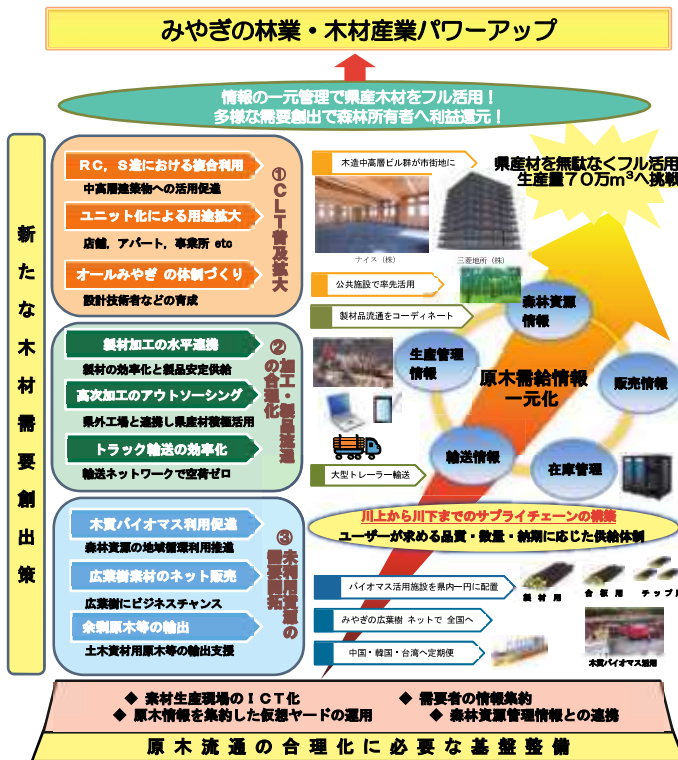 みやぎの林業・木材産業パワーアップ
情報の一元管理で県産木材をフル活用！
多様な需要創出で森林所有者へ利益還元！
新たな木材需要創出策
①CLT普及拡大
RC，S造における複合利用
中高層建築物への活用促進
ユニット化による用途拡大
店舗，アパート，事業所 etc
オールみやぎ の体制づくり
設計技術者などの育成
②加工・製品流通の合理化
製材加工の水平連携
製材の効率化と製品安定供給
高次加工のアウトソーシング
県外工場と連携し県産材積極活用
トラック輸送の効率化
輸送ネットワークで空荷ゼロ
③未利用資源の需要開拓
木質バイオマス利用促進
森林資源の地域循環利用推進
広葉樹素材のネット販売
広葉樹にビジネスチャンス
余剰原木等の輸出
土木資材用原木等の輸出支援
木造中高層ビル群が市街地に
ナイス（株）
三菱地所（株）
公共施設で率先活用
製材品流通をコーディネート
大型トレーラー輸送
県産材を無駄なくフル活用
生産量７０万m³へ挑戦
森林資源情報
生産管理情報
販売情報
輸送情報
在庫管理
原木需給情報
一元化
川上から川下までのサプライチェーンの構築
ユーザーが求める品質・数量・納期に応じた供給体制
バイオマス活用施設を県内一円に配置
みやぎの広葉樹 ネットで 全国へ
中国・韓国・台湾へ定期便
製材用
合板用
チップ用
木質バイオマス活用
◆ 素材生産現場のＩＣＴ化
◆ 需要者の情報集約
◆ 原木情報を集約した仮想ヤードの運用
◆ 森林資源管理情報との連携
原木流通の合理化に必要な基盤整備